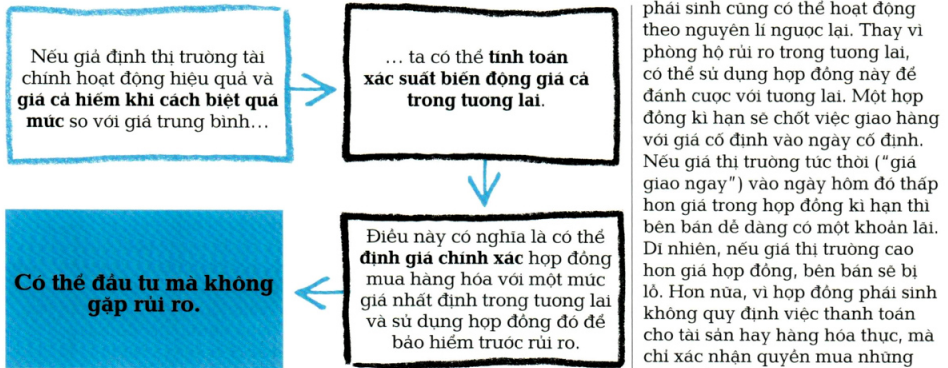 Nếu giả định thị trường tài
chính hoạt động hiệu quả và
giá cả hiếm khi cách biệt quá
mức so với giá trung bình…
… ta có thể tính toán
xác suất biến động giá cả
trong tương lai.
Điều này có nghĩa là có thể
định giá chính xác hợp đồng
mua hàng hóa với một mức
giá nhất định trong tương lai
và sử dụng hợp đồng đó để
bảo hiểm trước rủi ro.
Có thể đầu tư mà không
gặp rủi ro.
phái sinh cũng có thể hoạt động
theo nguyên lí ngược lại. Thay vì
phòng hộ rủi ro trong tương lai,
có thể sử dụng hợp đồng này để
đánh cược với tương lai. Một hợp
đồng kì hạn sẽ chốt việc giao hàng
với giá cố định vào ngày cố định.
Nếu giá thị trường tức thời (“giá
giao ngay”) vào ngày hôm đó thấp
hơn giá trong hợp đồng kì hạn thì
bên bán dễ dàng có một khoản lãi.
Dĩ nhiên, nếu giá thị trường cao
hơn giá hợp đồng, bên bán sẽ bị
lỗ. Hơn nữa, vì hợp đồng phái sinh
không quy định việc thanh toán
cho tài sản hay hàng hóa thực, mà
chỉ xác nhận quyền mua những